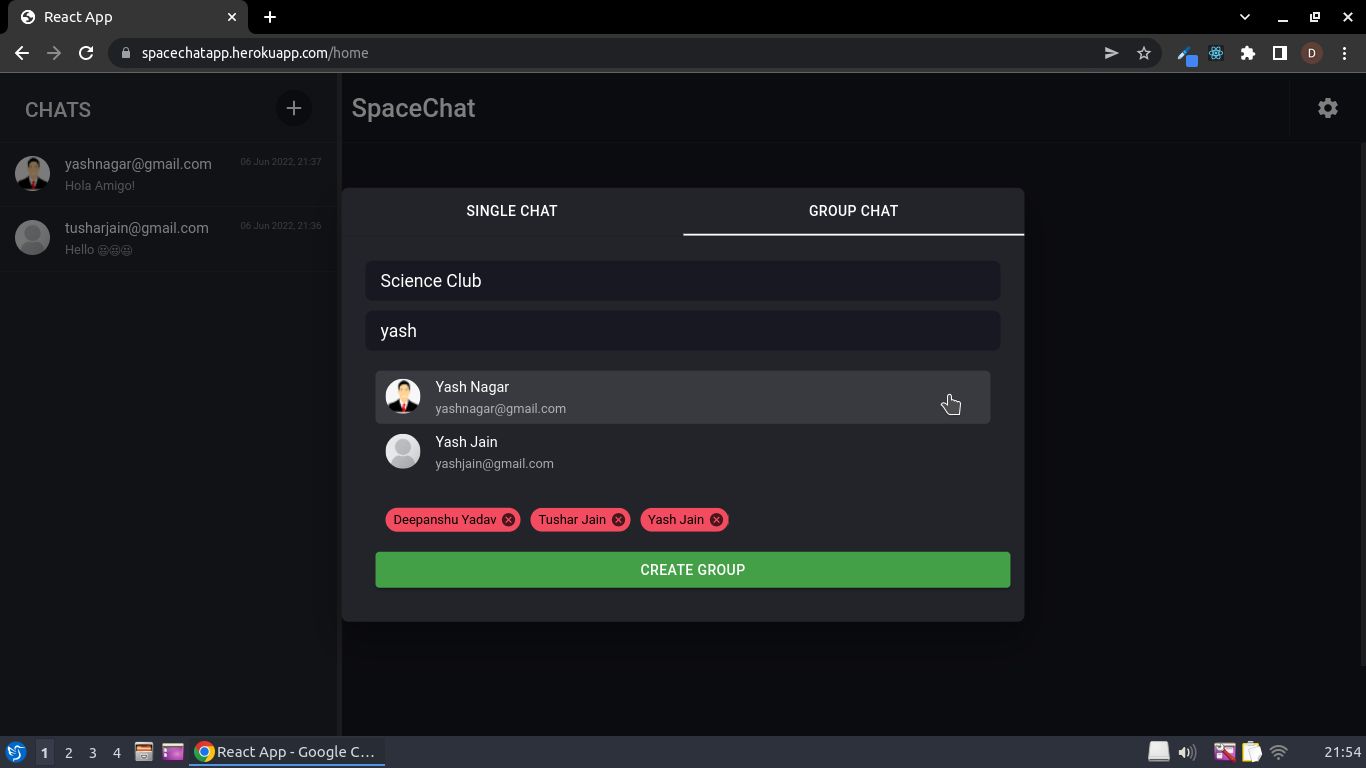 React App
spacechatapp.herokuapp.com/home
D
CHATS
SpaceChat
yashnagar@gmail.com
06 Jun 2022, 21:37
Hola Amigo!
tusharjain@gmail.com
06 Jun 2022, 21:36
Hello
SINGLE CHAT
GROUP CHAT
Science Club
yash
Yash Nagar
yashnagar@gmail.com
Yash Jain
yashjain@gmail.com
Deepanshu Yadav Tushar Jain Yash Jain
CREATE GROUP
1 2 3 4 React App - Google C... 21:54